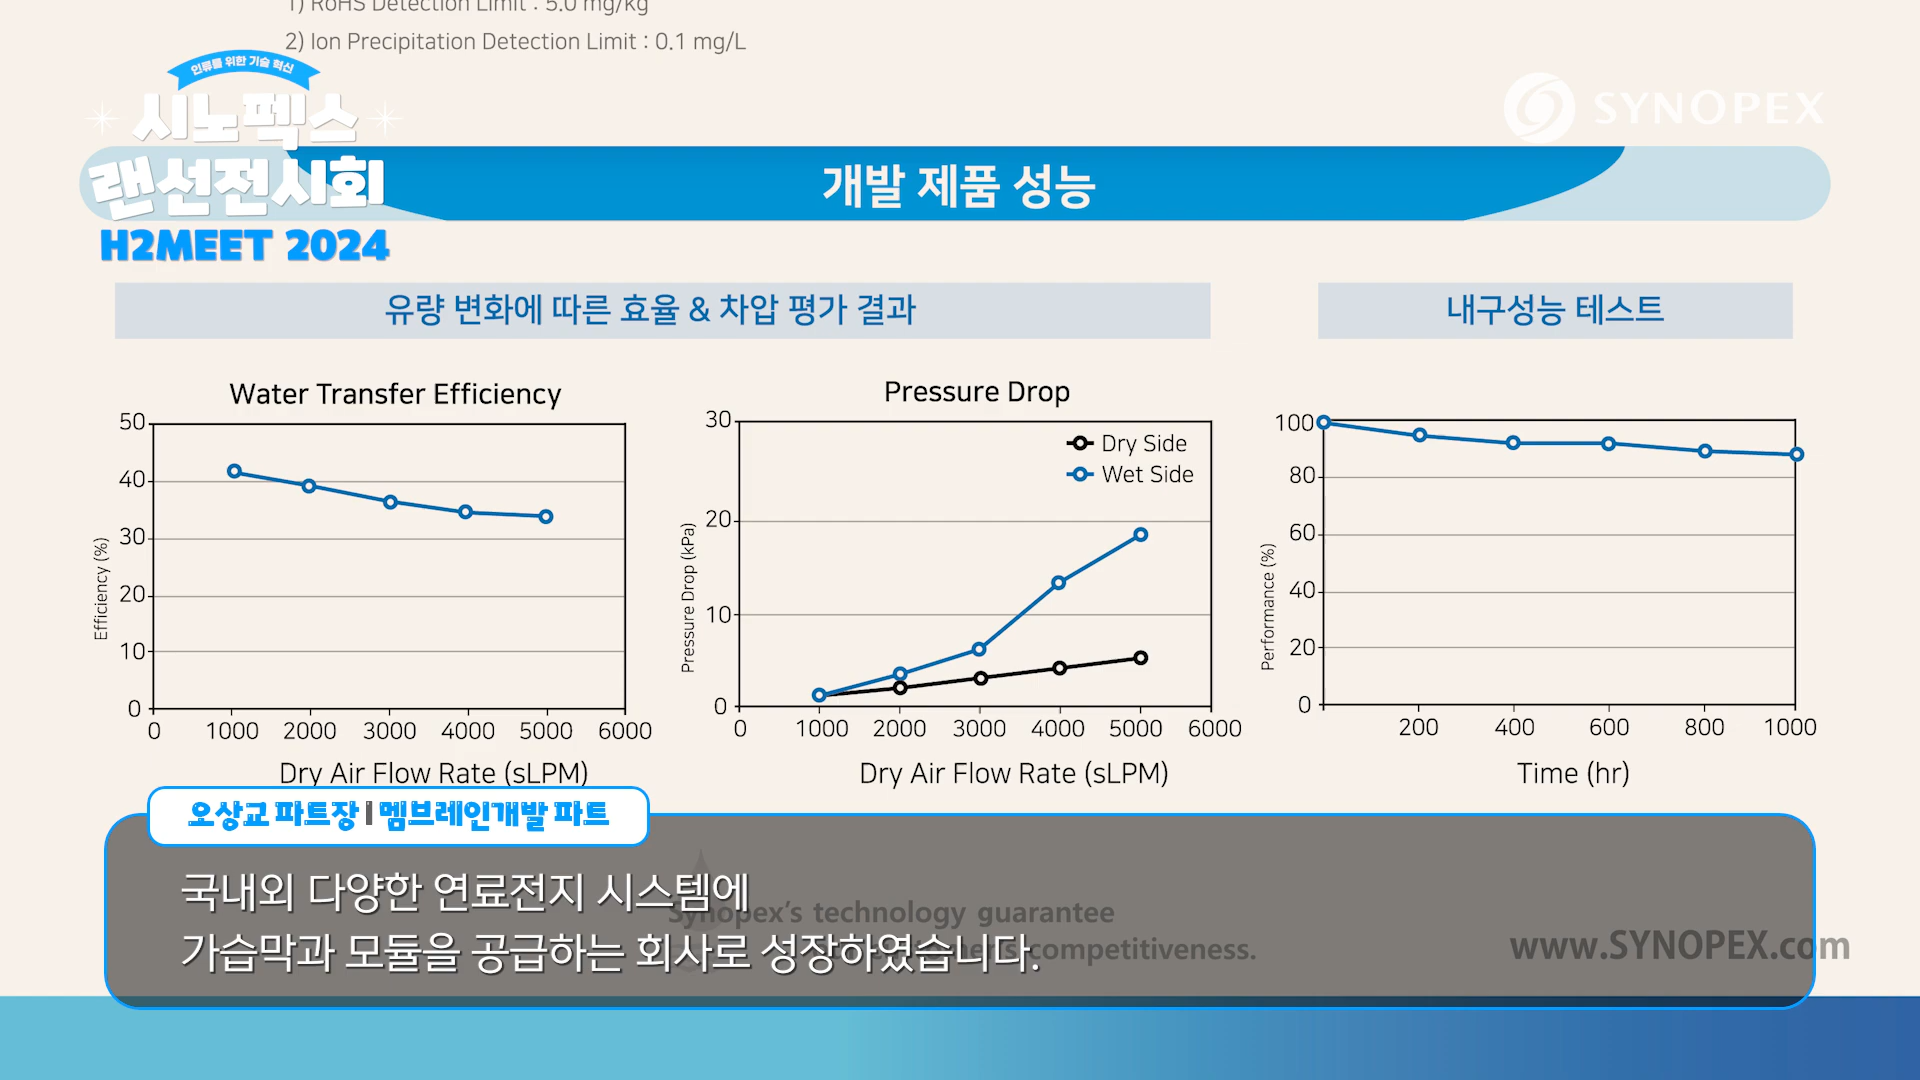 1) RoHS Detection Limit : 5.0 mg/kg
2) Ion Precipitation Detection Limit : 0.1 mg/L
인류를 위한 기술 혁신
시노펙스
랜선전시회
H2MEET 2024
SYNOPEX
개발 제품 성능
유량 변화에 따른 효율 & 차압 평가 결과
내구성능 테스트
Water Transfer Efficiency
50
40
30
20
10
0
Efficiency (%)
0 1000 2000 3000 4000 5000 6000
Dry Air Flow Rate (sLPM)
Pressure Drop
Dry Side
Wet Side
30
20
10
0
Pressure Drop (kPa)
0 1000 2000 3000 4000 5000 6000
Dry Air Flow Rate (sLPM)
100
80
60
40
20
0
Performance (%)
200 400 600 800 1000
Time (hr)
오상교 파트장 | 멤브레인개발 파트
국내외 다양한 연료전지 시스템에
가습막과 모듈을 공급하는 회사로 성장하였습니다.
Synopex's technology guarantee
competitiveness.
www.SYNOPEX.com